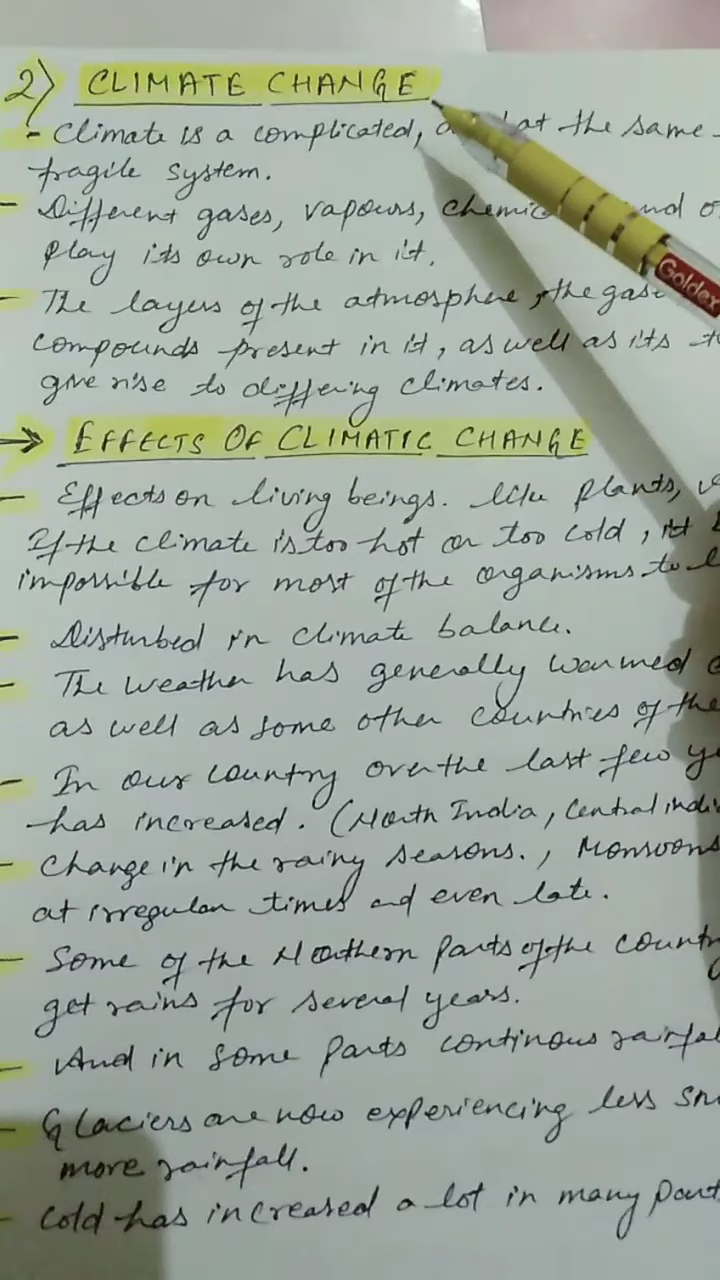 2) CLIMATE CHANGE
- Climate is a complicated, at the same
fragile system.
- Different gases, vapours, and
play its own role in it.
- The layers of the atmosphere, the
compounds present in it, as well as its
give rise to differing climates.
→ EFFECTS OF CLIMATIC CHANGE
- Effects on living beings. like plants,
If the climate is too hot or too cold, it
impossible for most of the organisms to
- Disturbed in climate balance.
- The weather has generally warmed
as well as some other countries of the
- In our country over the last few
has increased. (North India, Central
- Change in the rainy seasons., Monsoons
at irregular times and even late.
- Some of the Northern parts of the
get rains for several years.
- And in some parts continous
- Glaciers are now experiencing less
more rainfall.
- Cold has increased a lot in many
Goldex